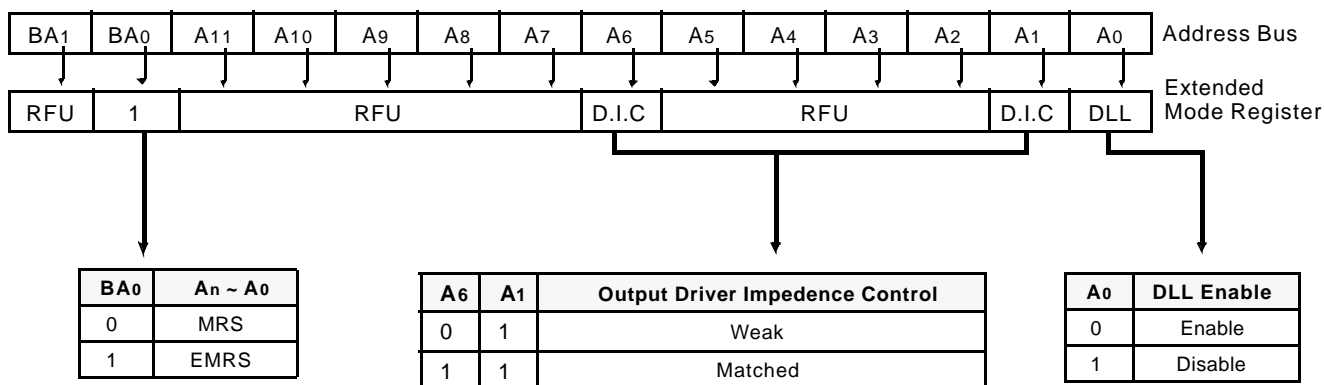 BA1 BA0 A11 A10 A9 A8 A7 A6 A5 A4 A3 A2 A1 A0 Address Bus
RFU 1 RFU D.I.C RFU D.I.C DLL Extended Mode Register
BA0 An ~ A0
0 MRS
1 EMRS
A6 A1 Output Driver Impedence Control
0 1 Weak
1 1 Matched
A0 DLL Enable
0 Enable
1 Disable